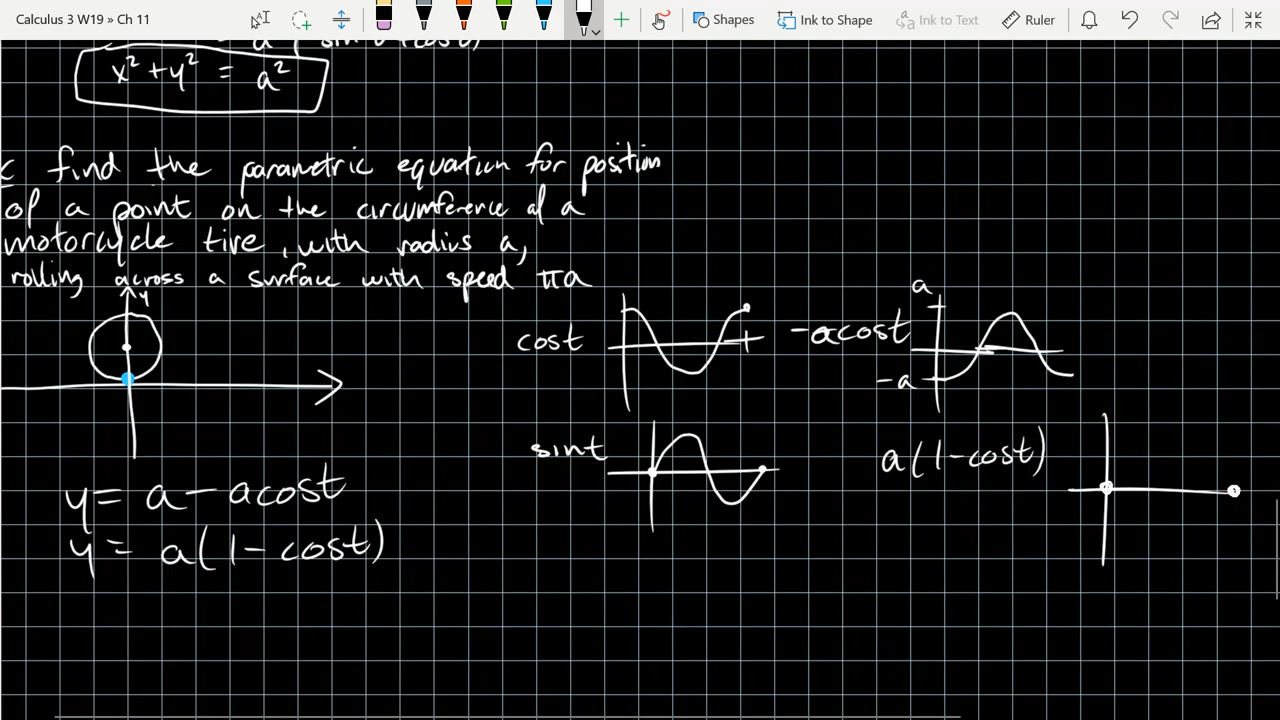 Calculus 3 W19 » Ch 11
Shapes
Ink to Shape
Ink to Text
Ruler
x² + y² = a²
find the parametric equation for position
of a point on the circumference of a
motorcycle tire, with radius a,
rolling across a surface with speed πa
y
cost
-acost
a
-a
sint
a(1-cost)
y = a - acost
y = a(1 - cost)